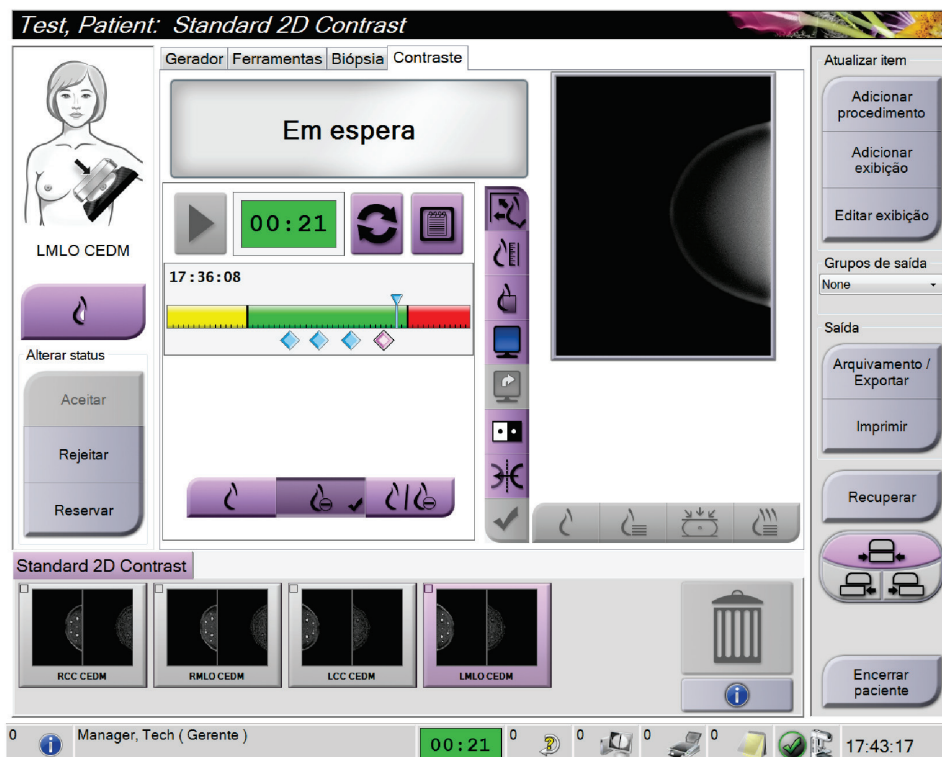 Test, Patient: Standard 2D Contrast
Gerador Ferramentas Biópsia Contraste
Em espera
LMLO CEDM
00:21
17:36:08
Alterar status
Aceitar
Rejeitar
Reservar
Atualizar item
Adicionar
procedimento
Adicionar
exibição
Editar exibição
Grupos de saída
None
Saída
Arquivamento /
Exportar
Imprimir
Recuperar
Encerrar
paciente
Standard 2D Contrast
RCC CEDM
RMLO CEDM
LCC CEDM
LMLO CEDM
0
Manager, Tech ( Gerente )
00:21
0
0
0
0
17:43:17